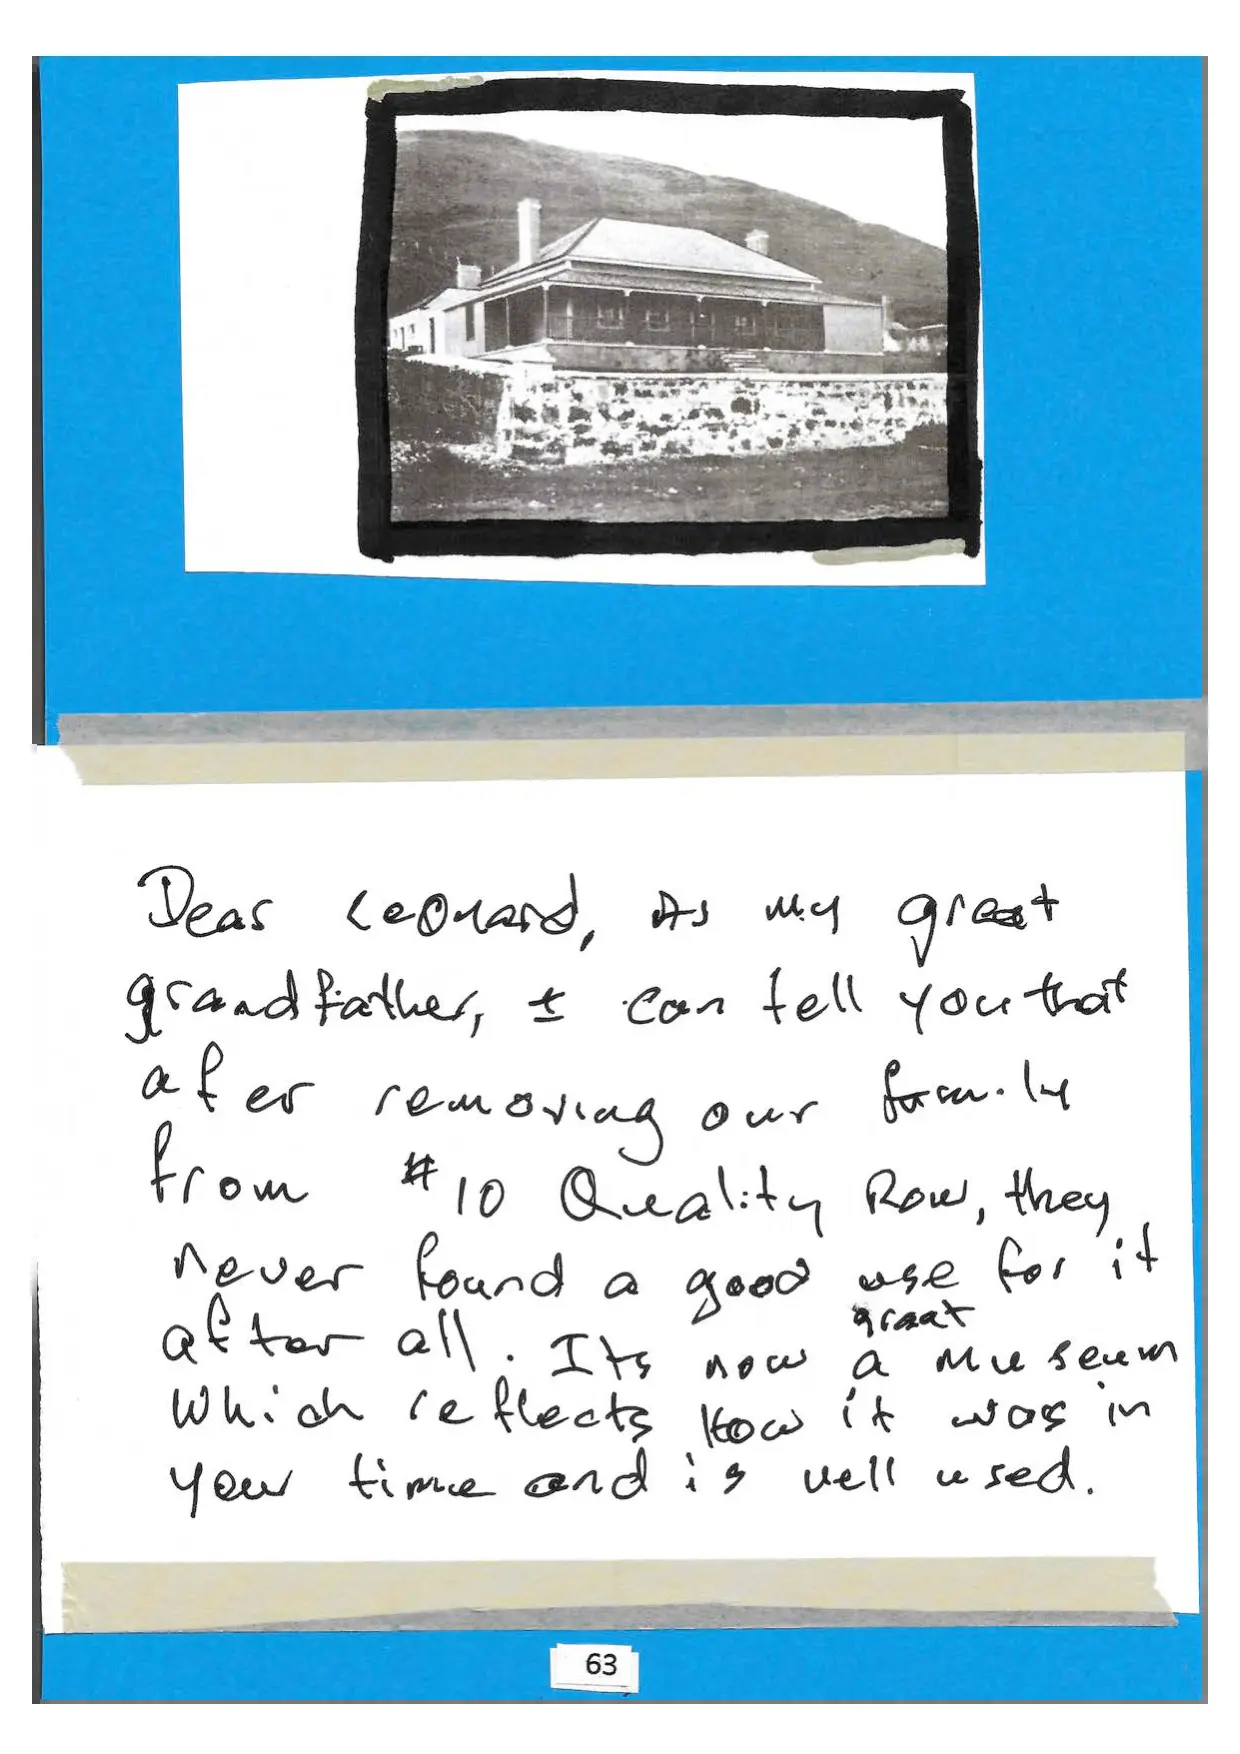 Dear Leonard, As my great
grandfather, I can tell you that
after removing our family
from #10 Quality Row, they
never found a good use for it
after all. Its now a great museum
which reflects how it was in
your time and is well used.
63